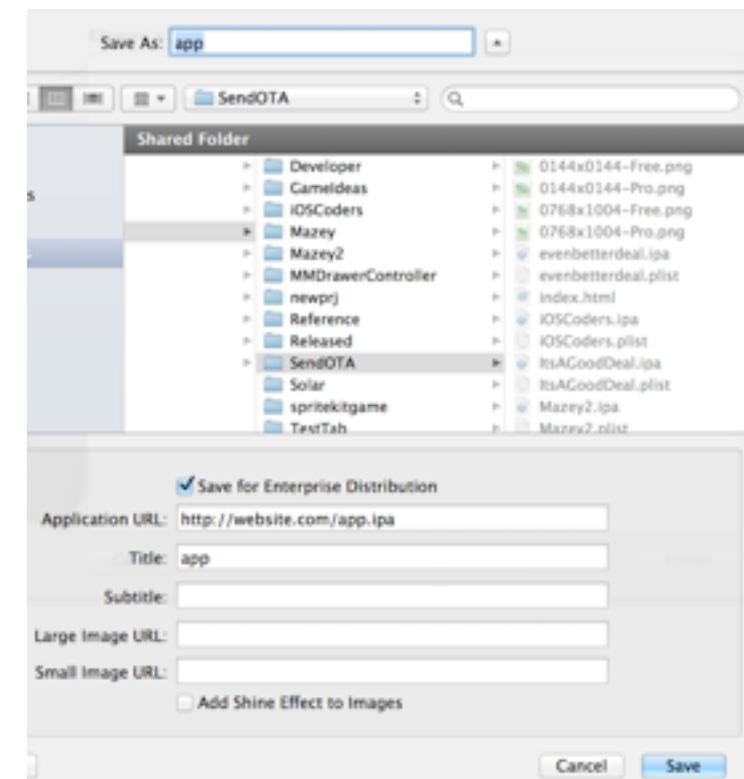 Save As: app
SendOTA
Shared Folder
Developer
GameIdeas
iOSCoders
Mazey
Mazey2
MMDrawerController
newprj
Reference
Released
SendOTA
Solar
spritekitgame
TestTab
0144x0144-Free.png
0144x0144-Pro.png
0768x1004-Free.png
0768x1004-Pro.png
evenbetterdeal.ipa
evenbetterdeal.plist
index.html
iOSCoders.ipa
iOSCoders.plist
ItsAGoodDeal.ipa
ItsAGoodDeal.plist
Mazey2.ipa
Mazey2.plist
s
Save for Enterprise Distribution
Application URL: http://website.com/app.ipa
Title: app
Subtitle:
Large Image URL:
Small Image URL:
Add Shine Effect to Images
Cancel
Save